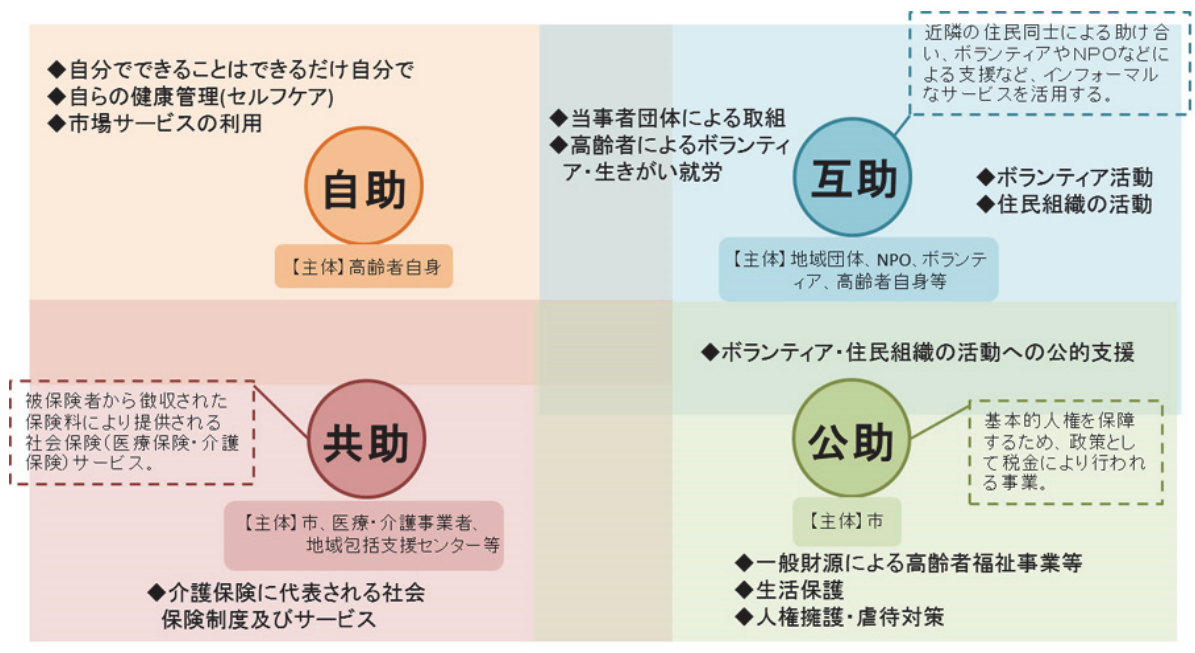 ◆自分でできることはできるだけ自分で
◆自らの健康管理(セルフケア)
◆市場サービスの利用
自助
【主体】高齢者自身
◆当事者団体による取組
◆高齢者によるボランティ
ア・生きがい就労
近隣の住民同士による助け合
い、ボランティアやNPOなどに
よる支援など、インフォーマル
なサービスを活用する。
互助
◆ボランティア活動
◆住民組織の活動
【主体】地域団体、NPO、ボランテ
ィア、高齢者自身等
被保険者から徴収された
保険料により提供される
社会保険(医療保険・介護
保険)サービス。
共助
【主体】市、医療・介護事業者、
地域包括支援センター等
◆介護保険に代表される社会
保険制度及びサービス
◆ボランティア・住民組織の活動への公的支援
公助
基本的人権を保障
するため、政策とし
て税金により行われ
る事業。
【主体】市
◆一般財源による高齢者福祉事業等
◆生活保護
◆人権擁護・虐待対策